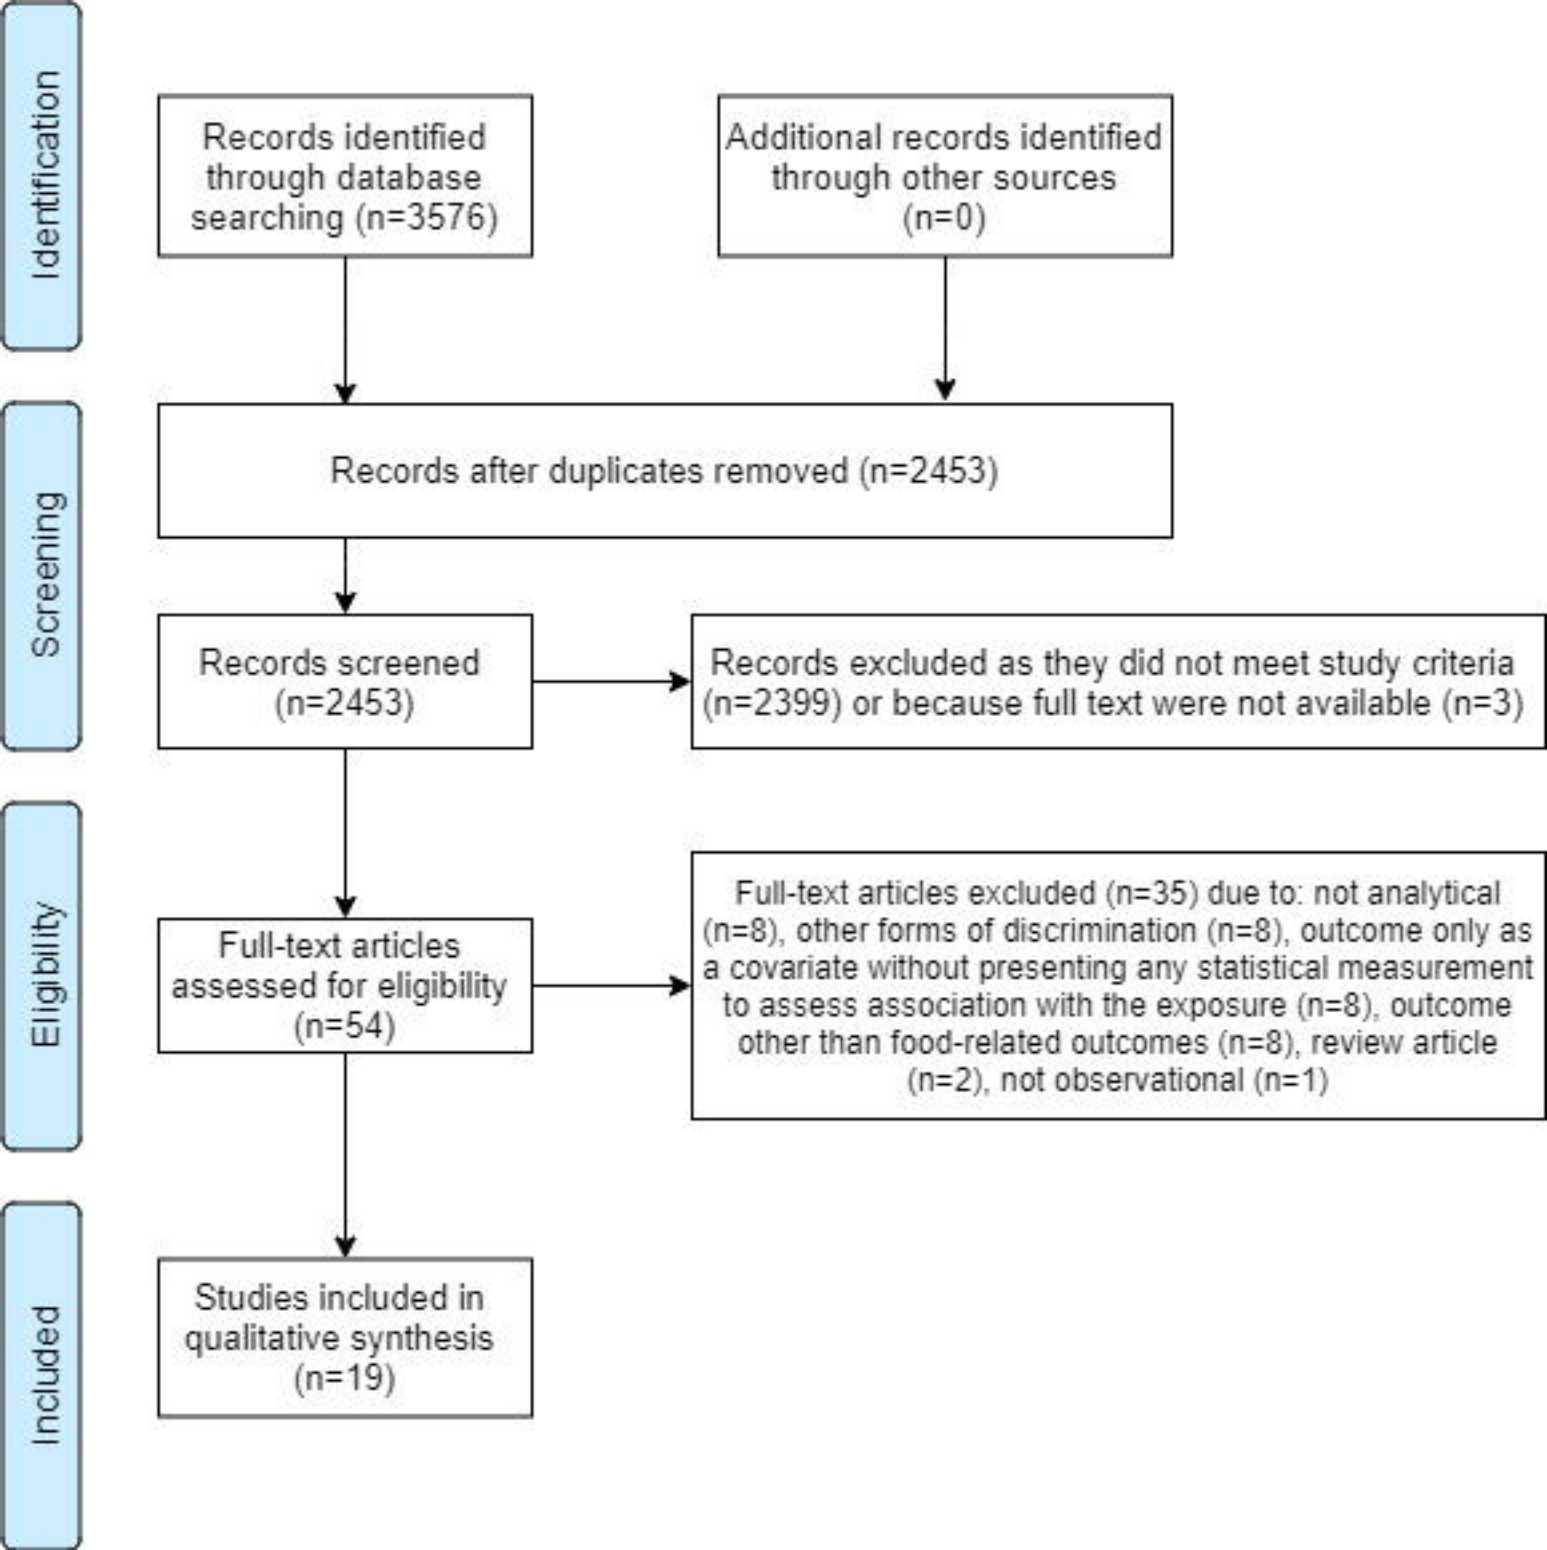 Identification
Records identified
through database
searching (n=3576)
Additional records identified
through other sources
(n=0)
Screening
Records after duplicates removed (n=2453)
Records screened
(n=2453)
Records excluded as they did not meet study criteria
(n=2399) or because full text were not available (n=3)
Eligibility
Full-text articles
assessed for eligibility
(n=54)
Full-text articles excluded (n=35) due to: not analytical
(n=8), other forms of discrimination (n=8), outcome only as
a covariate without presenting any statistical measurement
to assess association with the exposure (n=8), outcome
other than food-related outcomes (n=8), review article
(n=2), not observational (n=1)
Included
Studies included in
qualitative synthesis
(n=19)